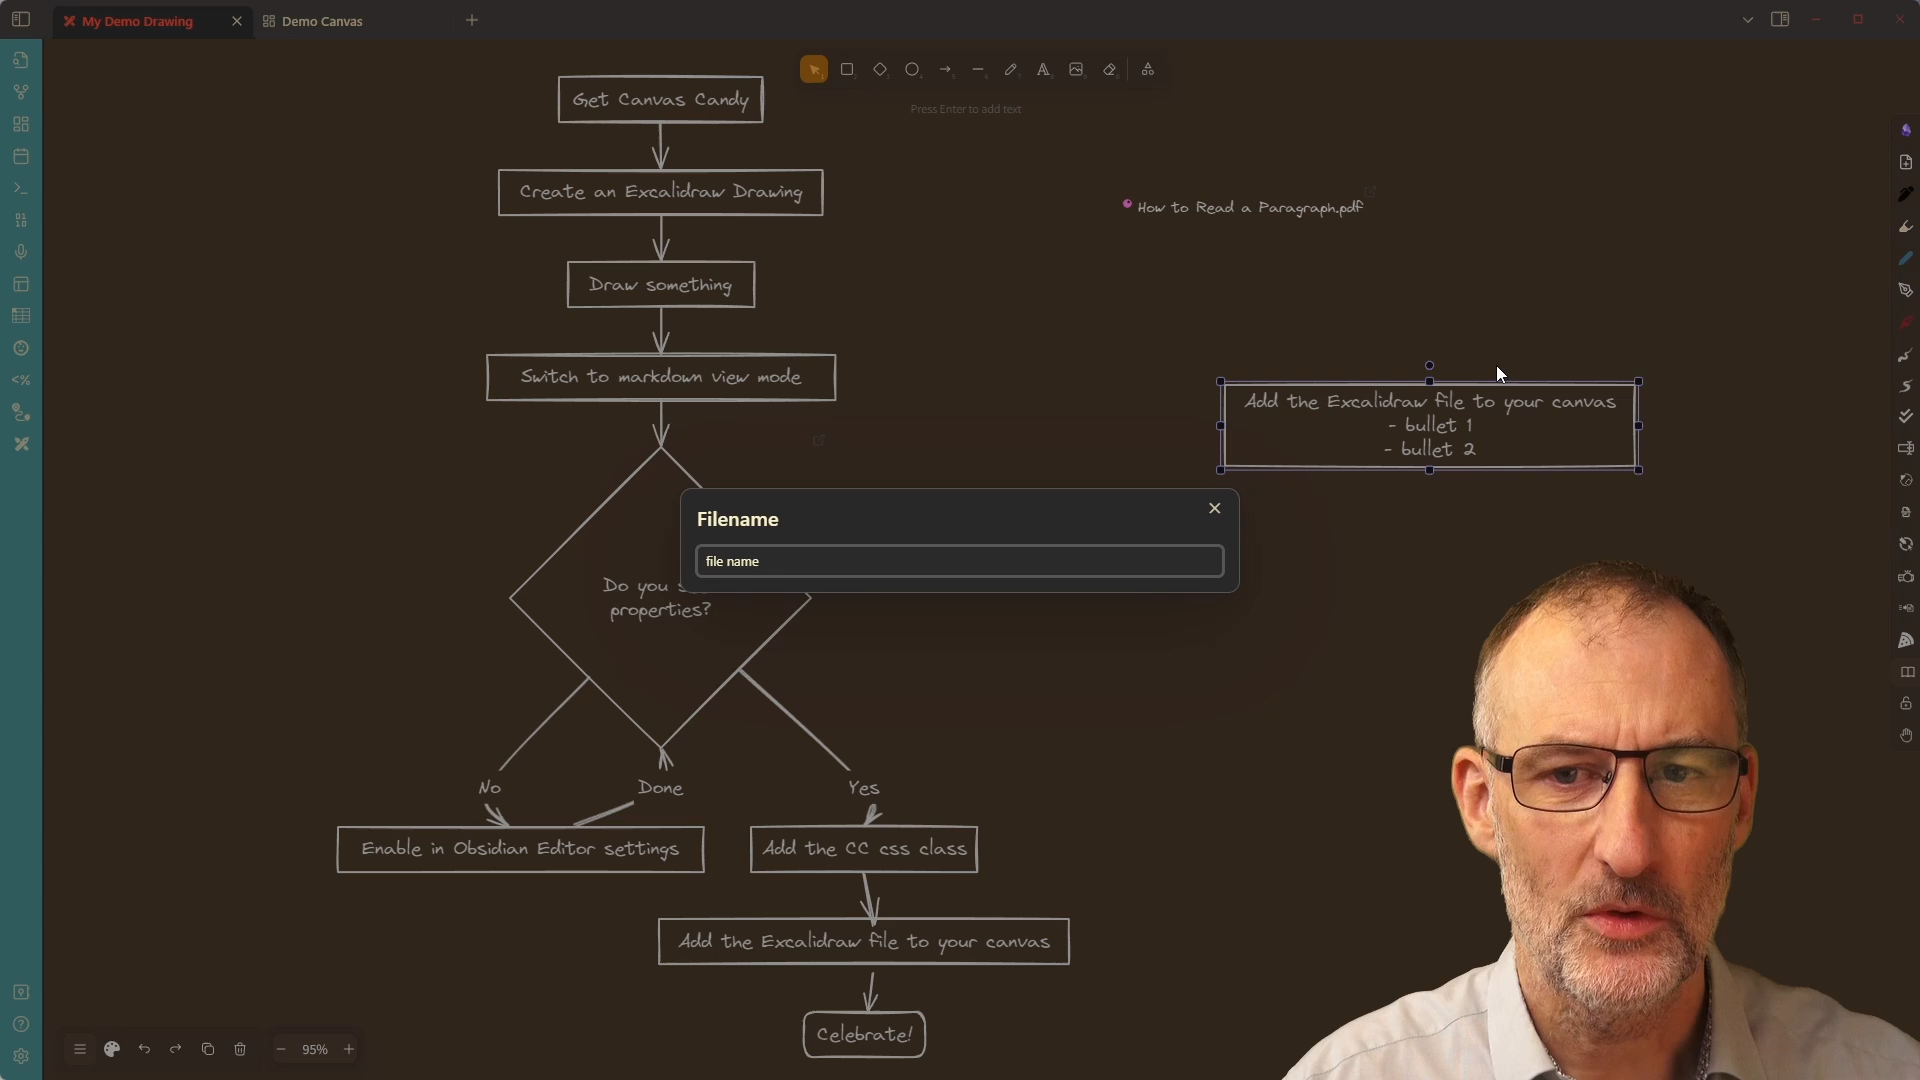 My Demo Drawing
Demo Canvas
Get Canvas Candy
Press Enter to add text
Create an Excalidraw Drawing
How to Read a Paragraph.pdf
Draw something
Switch to markdown view mode
Add the Excalidraw file to your canvas
- bullet 1
- bullet 2
Filename
file name
Do you
properties?
No
Done
Yes
Enable in Obsidian Editor settings
Add the CC css class
Add the Excalidraw file to your canvas
Celebrate!
95%